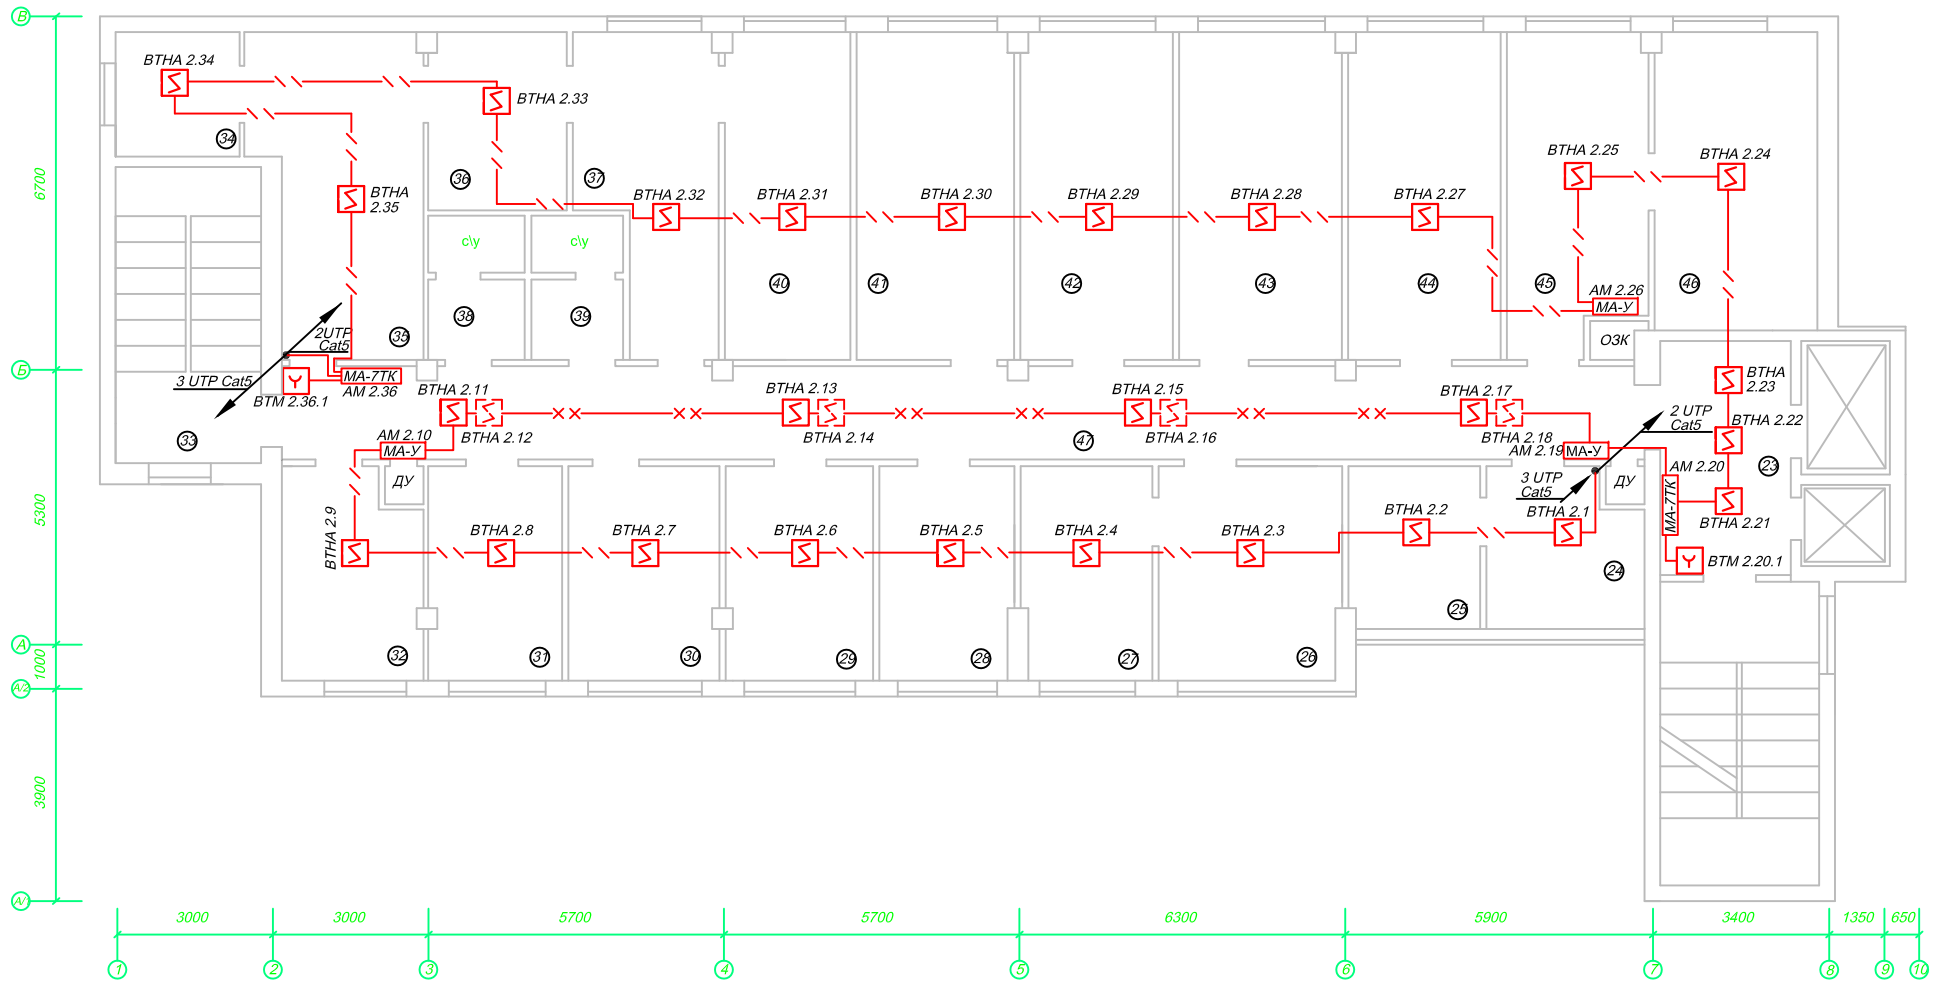 В
ВТНА 2.34
ВТНА 2.33
34
36
37
ВТНА
2.35
ВТНА 2.32
ВТНА 2.31
ВТНА 2.30
ВТНА 2.29
ВТНА 2.28
ВТНА 2.27
ВТНА 2.25
ВТНА 2.24
6700
с\у
с\у
40
41
42
43
44
45
46
АМ 2.26
МА-У
ОЗК
38
39
35
2UTP
Cat5
3 UTP Cat5
МА-7ТК
АМ 2.36
ВТМ 2.36.1
Б
ВТНА 2.11
ВТНА 2.13
ВТНА 2.15
ВТНА 2.17
ВТНА
2.23
33
АМ 2.10
МА-У
ВТНА 2.12
ВТНА 2.14
47
ВТНА 2.16
ВТНА 2.18
АМ 2.19
МА-У
2 UTP
Cat5
ВТНА 2.22
23
ДУ
3 UTP
Cat5
ДУ
АМ 2.20
МА-7ТК
5300
ВТНА 2.9
ВТНА 2.8
ВТНА 2.7
ВТНА 2.6
ВТНА 2.5
ВТНА 2.4
ВТНА 2.3
ВТНА 2.2
ВТНА 2.1
ВТНА 2.21
ВТМ 2.20.1
24
25
А
1000
32
31
30
29
28
27
26
А/2
3900
А/1
3000
3000
5700
5700
6300
5900
3400
1350
650
1
2
3
4
5
6
7
8
9
10